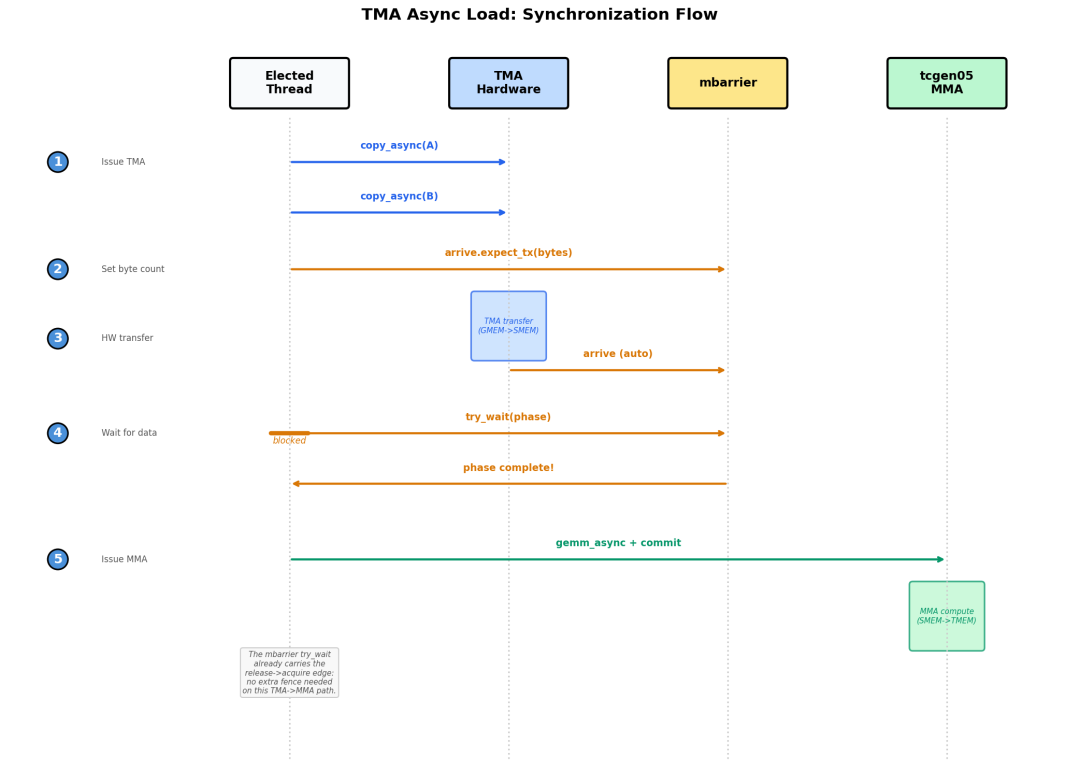 TMA Async Load: Synchronization Flow
Elected
Thread
TMA
Hardware
mbarrier
tcgen05
MMA
copy_async(A)
1
Issue TMA
copy_async(B)
arrive.expect_tx(bytes)
2
Set byte count
TMA transfer
(GMEM->SMEM)
3
HW transfer
arrive (auto)
try_wait(phase)
4
Wait for data
blocked
phase complete!
gemm_async + commit
5
Issue MMA
MMA compute
(SMEM->TMEM)
The mbarrier try_wait
already carries the
release->acquire edge:
no extra fence needed
on this TMA->MMA path.